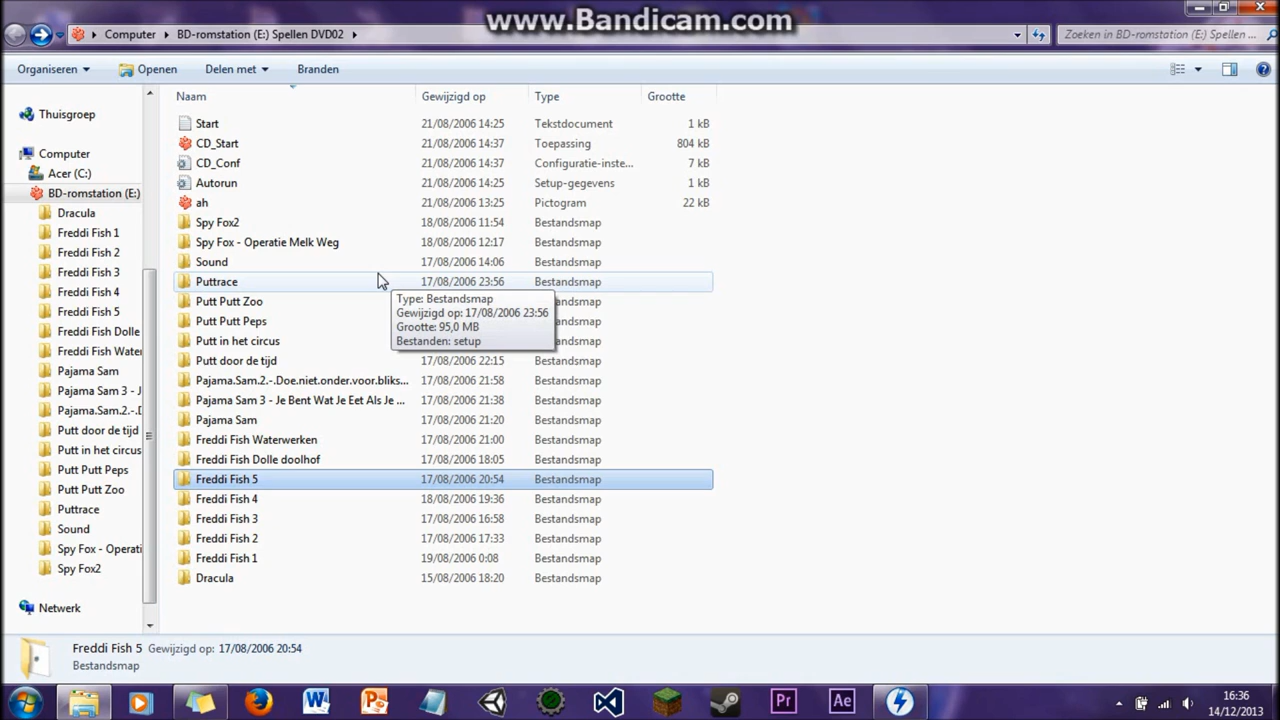 www.Bandicam.com
Computer BD-romstation (E:) Spellen DVD02 Zoeken in BD-romstation (E:) Spellen ...
Organiseren Openen Delen met Branden
Naam Gewijzigd op Type Grootte
Thuisgroep
Computer
Acer (C:)
BD-romstation (E:)
Dracula
Freddi Fish 1
Freddi Fish 2
Freddi Fish 3
Freddi Fish 4
Freddi Fish 5
Freddi Fish Dolle
Freddi Fish Water
Pajama Sam
Pajama Sam 3 - J
Pajama.Sam.2.-.D
Putt door de tijd
Putt in het circus
Putt Putt Peps
Putt Putt Zoo
Puttrace
Sound
Spy Fox - Operati
Spy Fox2
Netwerk
Start 21/08/2006 14:25 Tekstdocument 1 kB
CD_Start 21/08/2006 14:37 Toepassing 804 kB
CD_Conf 21/08/2006 14:37 Configuratie-inste... 7 kB
Autorun 21/08/2006 14:25 Setup-gegevens 1 kB
ah 21/08/2006 13:25 Pictogram 22 kB
Spy Fox2 18/08/2006 11:54 Bestandsmap
Spy Fox - Operatie Melk Weg 18/08/2006 12:17 Bestandsmap
Sound 17/08/2006 14:06 Bestandsmap
Puttrace 17/08/2006 23:56 Bestandsmap
Putt Putt Zoo Bestandsmap
Putt Putt Peps Bestandsmap
Putt in het circus Bestandsmap
Putt door de tijd 17/08/2006 22:15 Bestandsmap
Pajama.Sam.2.-.Doe.niet.onder.voor.bliks... 17/08/2006 21:58 Bestandsmap
Pajama Sam 3 - Je Bent Wat Je Eet Als Je ... 17/08/2006 21:38 Bestandsmap
Pajama Sam 17/08/2006 21:20 Bestandsmap
Freddi Fish Waterwerken 17/08/2006 21:00 Bestandsmap
Freddi Fish Dolle doolhof 17/08/2006 18:05 Bestandsmap
Freddi Fish 5 17/08/2006 20:54 Bestandsmap
Freddi Fish 4 18/08/2006 19:36 Bestandsmap
Freddi Fish 3 17/08/2006 16:58 Bestandsmap
Freddi Fish 2 17/08/2006 17:33 Bestandsmap
Freddi Fish 1 19/08/2006 0:08 Bestandsmap
Dracula 15/08/2006 18:20 Bestandsmap
Type: Bestandsmap
Gewijzigd op: 17/08/2006 23:56
Grootte: 95,0 MB
Bestanden: setup
Freddi Fish 5 Gewijzigd op: 17/08/2006 20:54
Bestandsmap
Pr Ae
16:36
14/12/2013